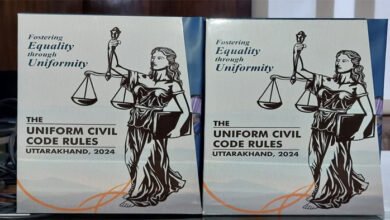 Fostering
Equality
through
Uniformity
THE
UNIFORM CIVIL
CODE RULES
UTTARAKHAND, 2024
Fostering
Equality
through
Uniformity
THE
UNIFORM CIVIL
CODE RULES
UTTARAKHAND, 2024